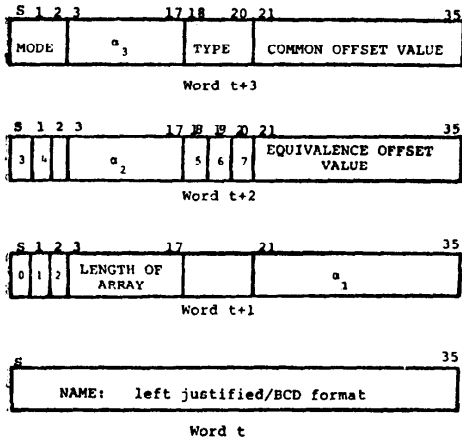 S 1 2 3 17 18 20 21 35
MODE α3 TYPE COMMON OFFSET VALUE
Word t+3
S 1 2 3 17 18 19 20 21 35
3 4 α2 5 6 7 EQUIVALENCE OFFSET
VALUE
Word t+2
S 1 2 3 17 21 35
0 1 2 LENGTH OF
ARRAY α1
Word t+1
S 35
NAME: left justified/BCD format
Word t